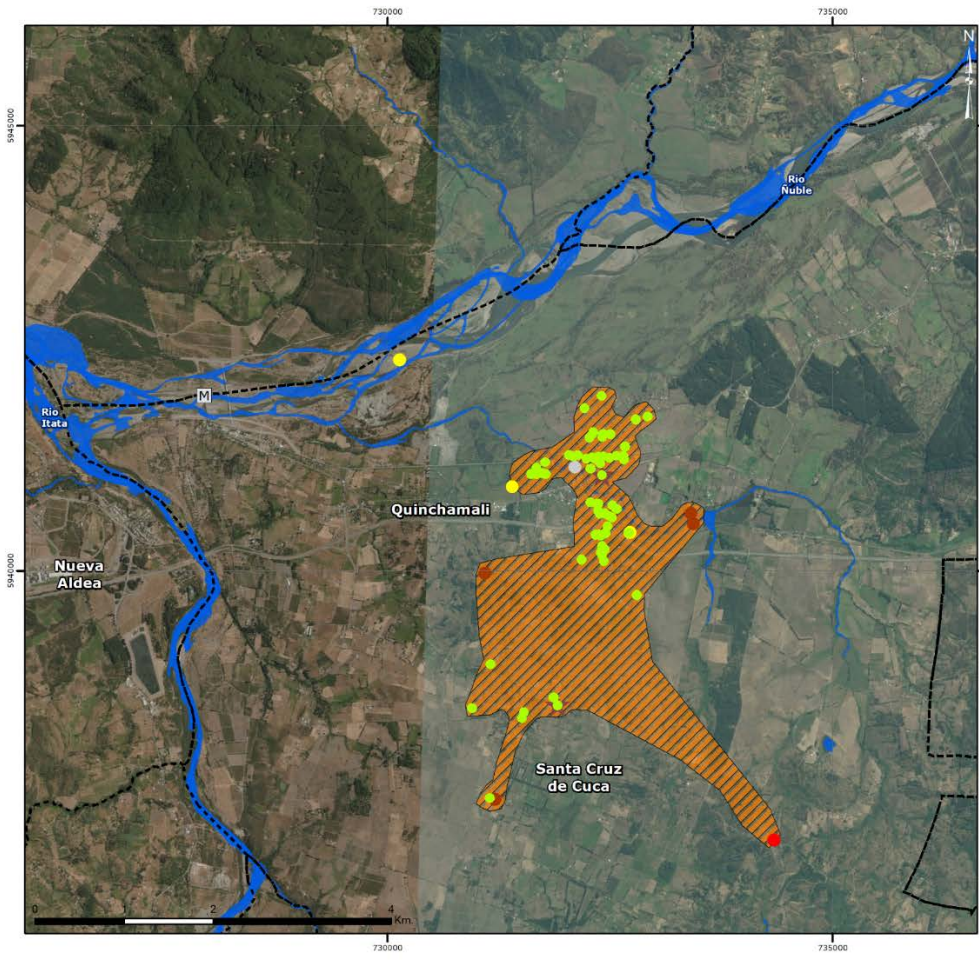 730000
735000
N
5945000
Rio
Ñuble
M
Rio
Itata
Quinchamali
Nueva
Aldea
5940000
Santa Cruz
de Cuca
0 1 2 4
Km.
730000
735000